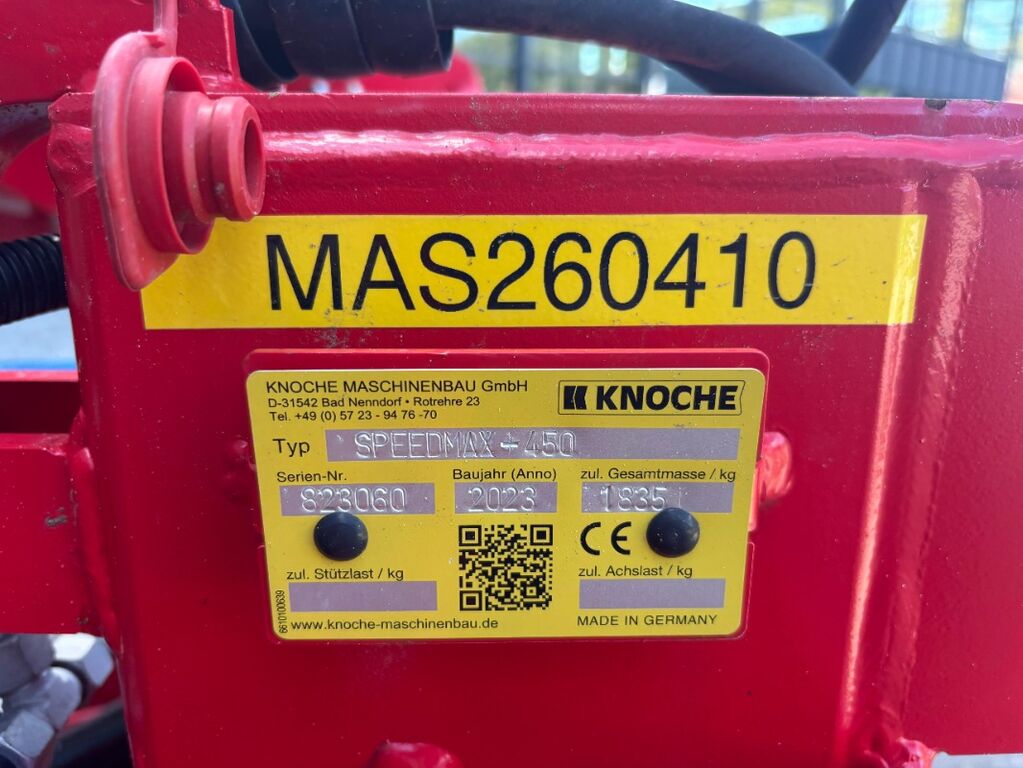 MAS260410
KNOCHE MASCHINENBAU GmbH
D-31542 Bad Nenndorf • Rotrehre 23
Tel. +49 (0) 57 23 - 94 76 -70
KNOCHE
Typ SPEEDMAX-450
Serien-Nr. Baujahr (Anno) zul. Gesamtmasse / kg
823060 2023 1835
CE
zul. Stützlast / kg zul. Achslast / kg
6610100639
www.knoche-maschinenbau.de MADE IN GERMANY